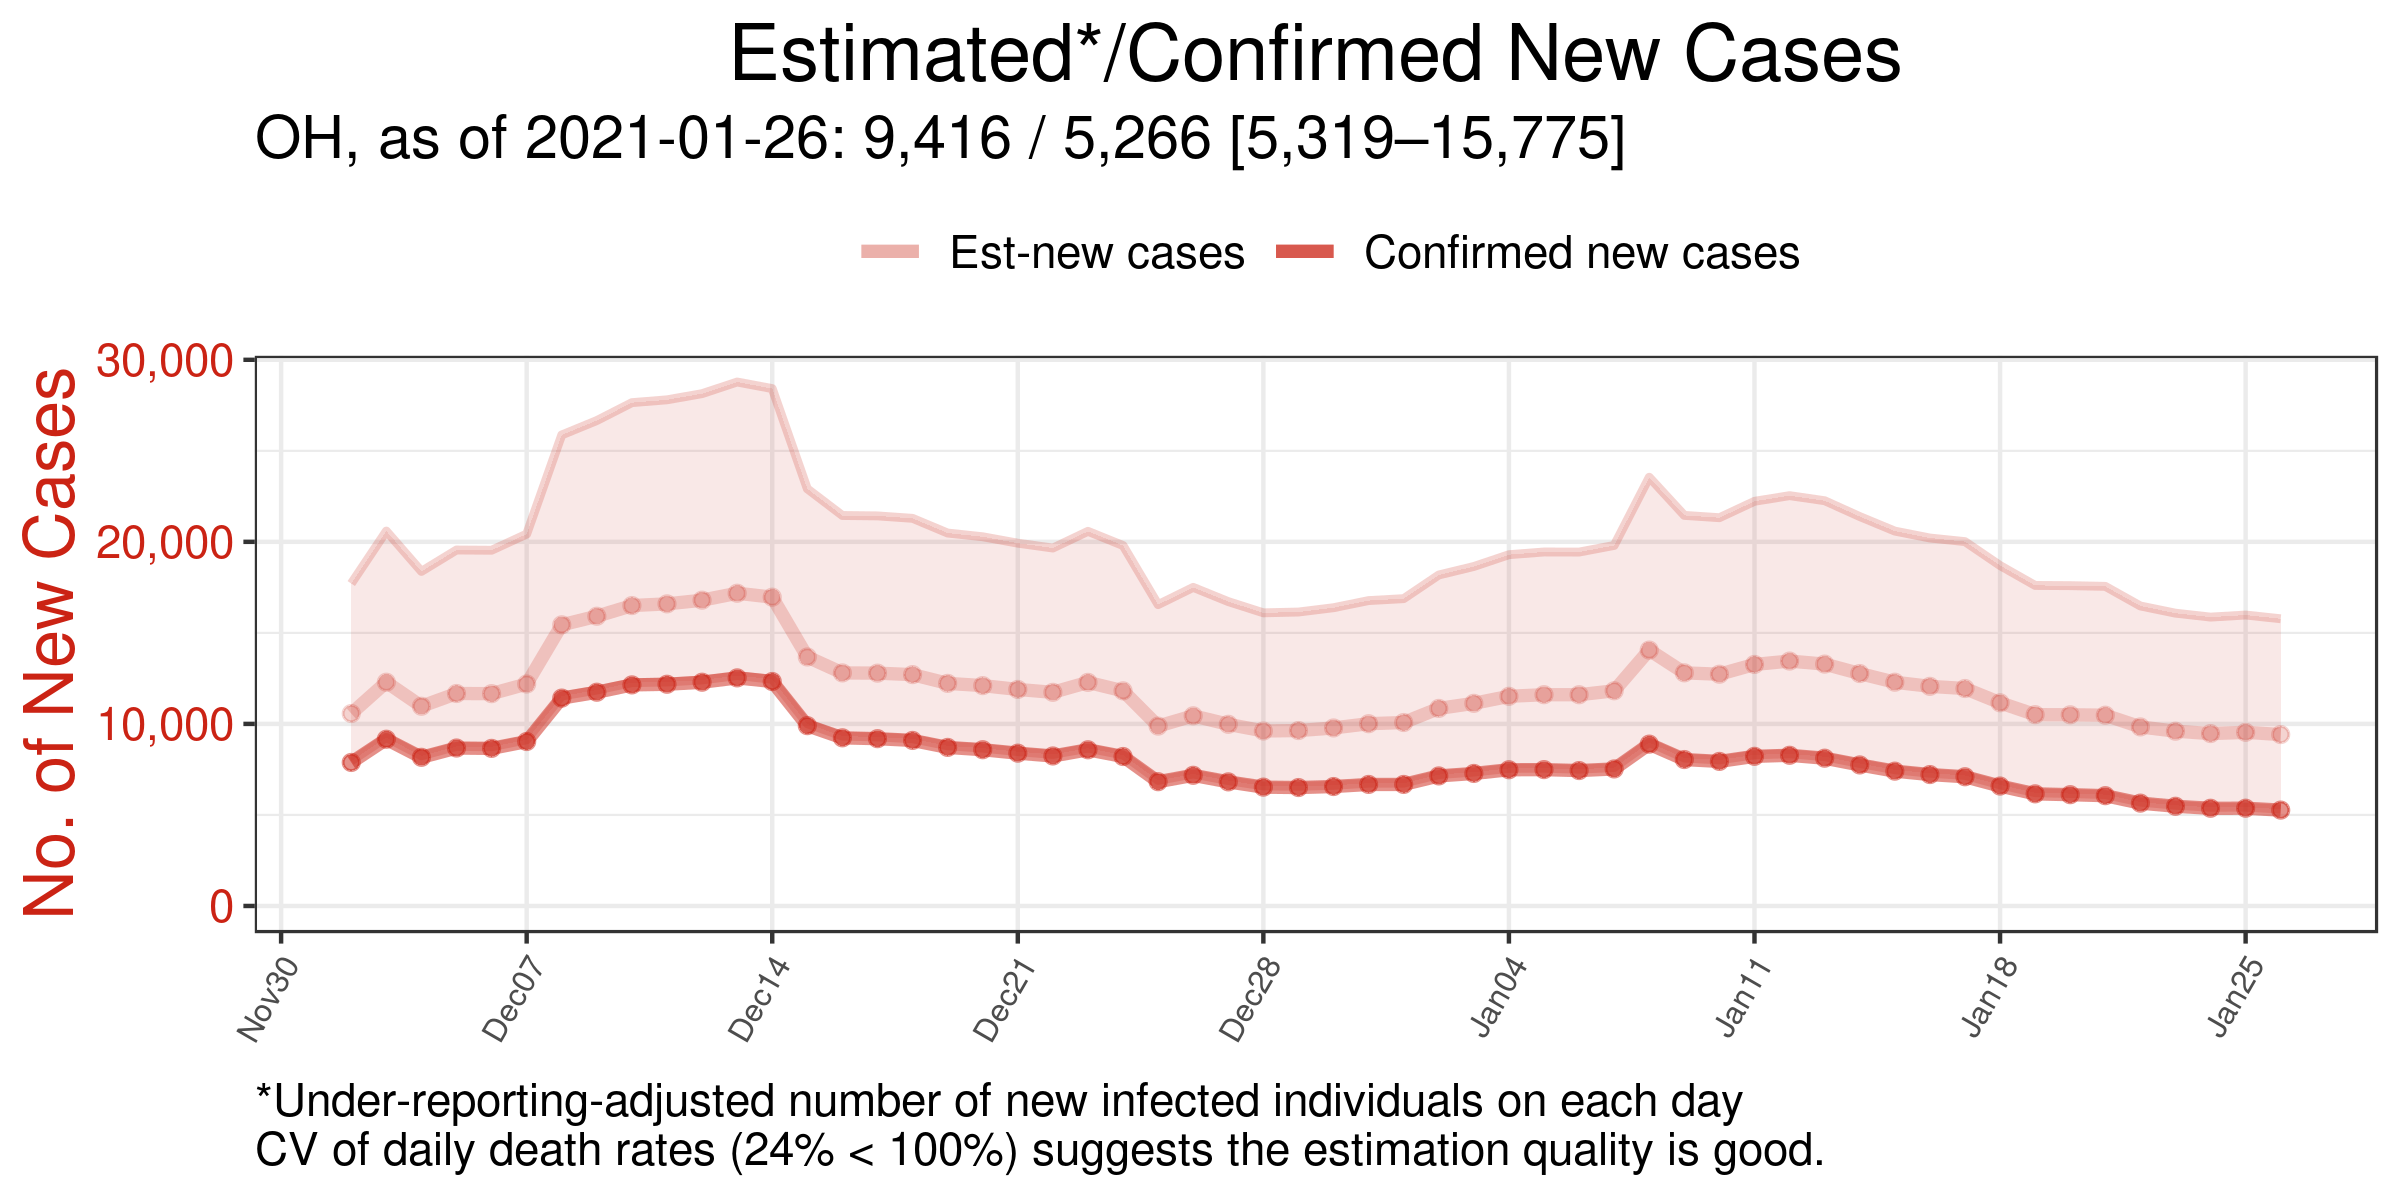 Estimated*/Confirmed New Cases
OH, as of 2021-01-26: 9,416 / 5,266 [5,319–15,775]
Est-new cases
Confirmed new cases
No. of New Cases
30,000
20,000
10,000
0
Nov30
Dec07
Dec14
Dec21
Dec28
Jan04
Jan11
Jan18
Jan25
*Under-reporting-adjusted number of new infected individuals on each day
CV of daily death rates (24% < 100%) suggests the estimation quality is good.